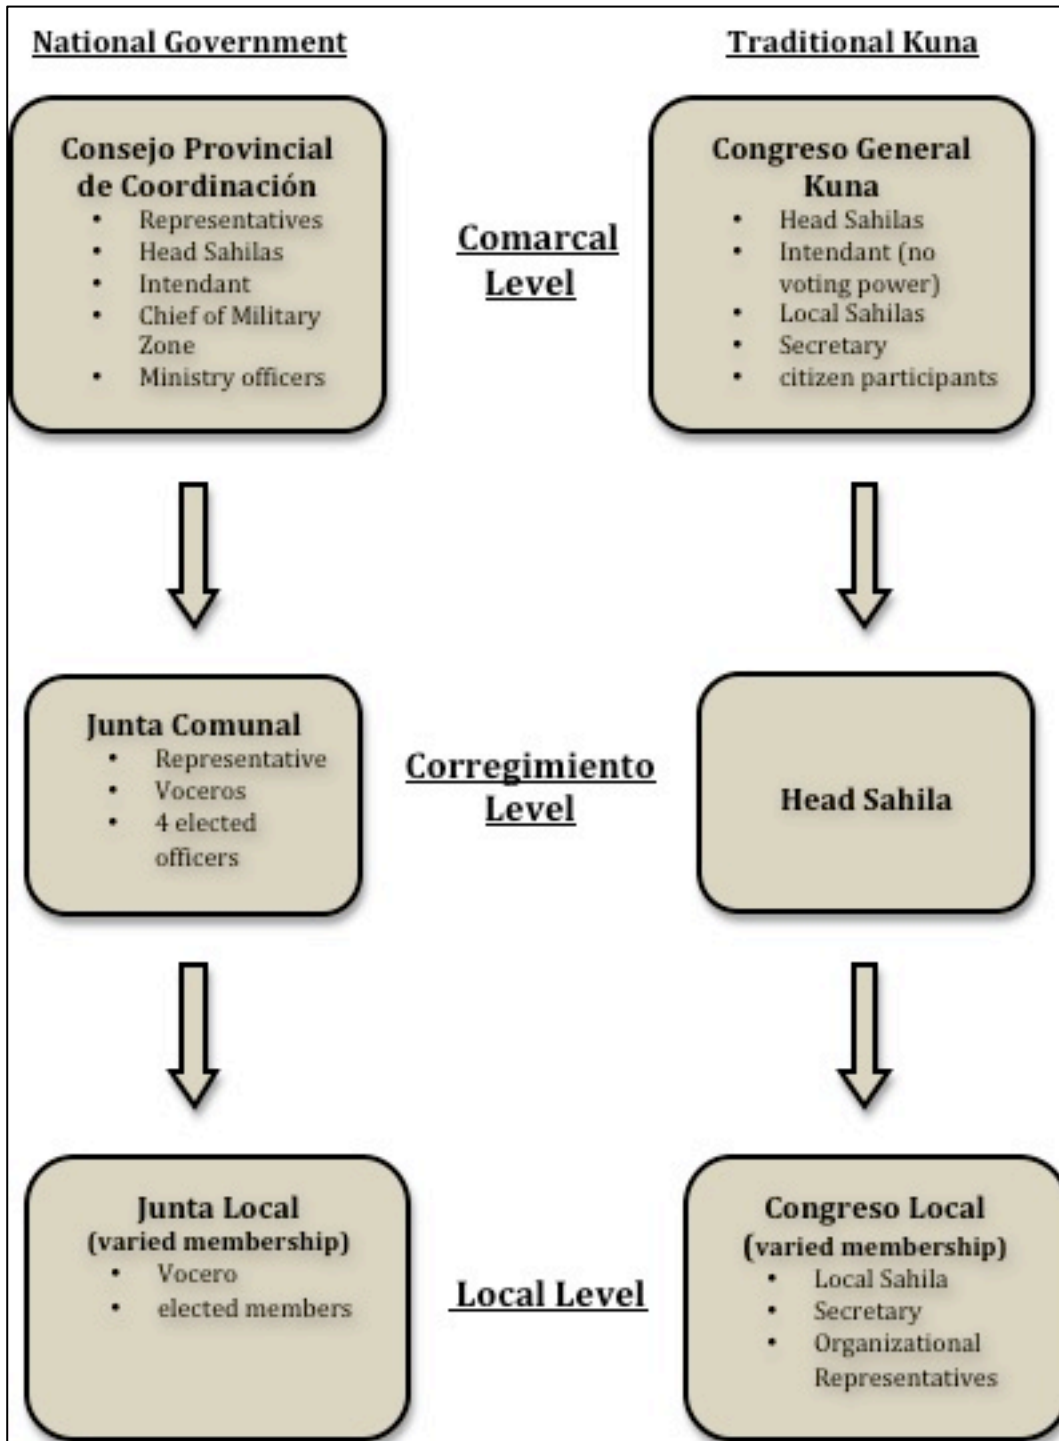 National Government
Traditional Kuna
Consejo Provincial
de Coordinación
• Representatives
• Head Sahilas
• Intendant
• Chief of Military
Zone
• Ministry officers
Comarcal
Level
Congreso General
Kuna
• Head Sahilas
• Intendant (no
voting power)
• Local Sahilas
• Secretary
• citizen participants
Junta Comunal
• Representative
• Voceros
• 4 elected
officers
Corregimiento
Level
Head Sahila
Junta Local
(varied membership)
• Vocero
• elected members
Local Level
Congreso Local
(varied membership)
• Local Sahila
• Secretary
• Organizational
Representatives